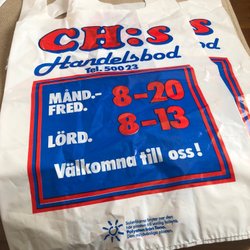 CH:s
Handelsbod
Tel. 500 23
MÅND.-
FRED. 8-20
LÖRD. 8-13
Välkomna till oss!